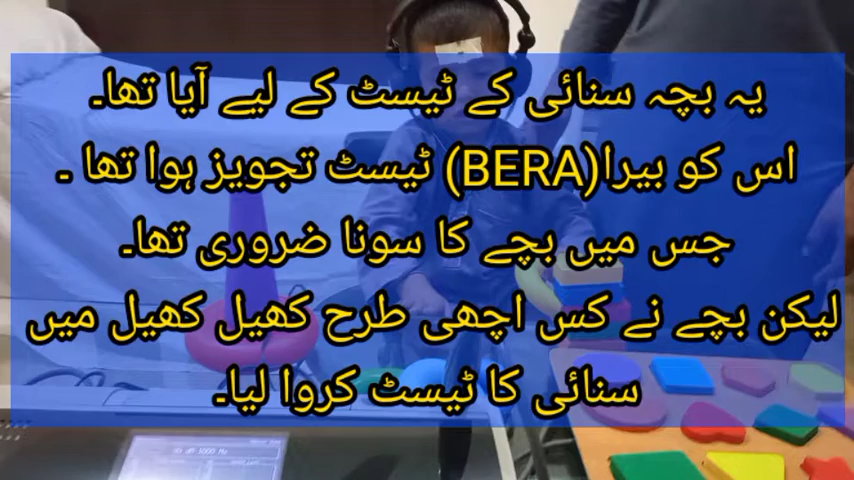 یہ بچہ سنائی کے ٹیسٹ کے لیے آیا تھا۔
اس کو بیرا(BERA) ٹیسٹ تجویز ہوا تھا ۔
جس میں بچے کا سونا ضروری تھا۔
لیکن بچے نے کس اچھی طرح کھیل کھیل میں
سنائی کا ٹیسٹ کروا لیا۔
1000 Hz